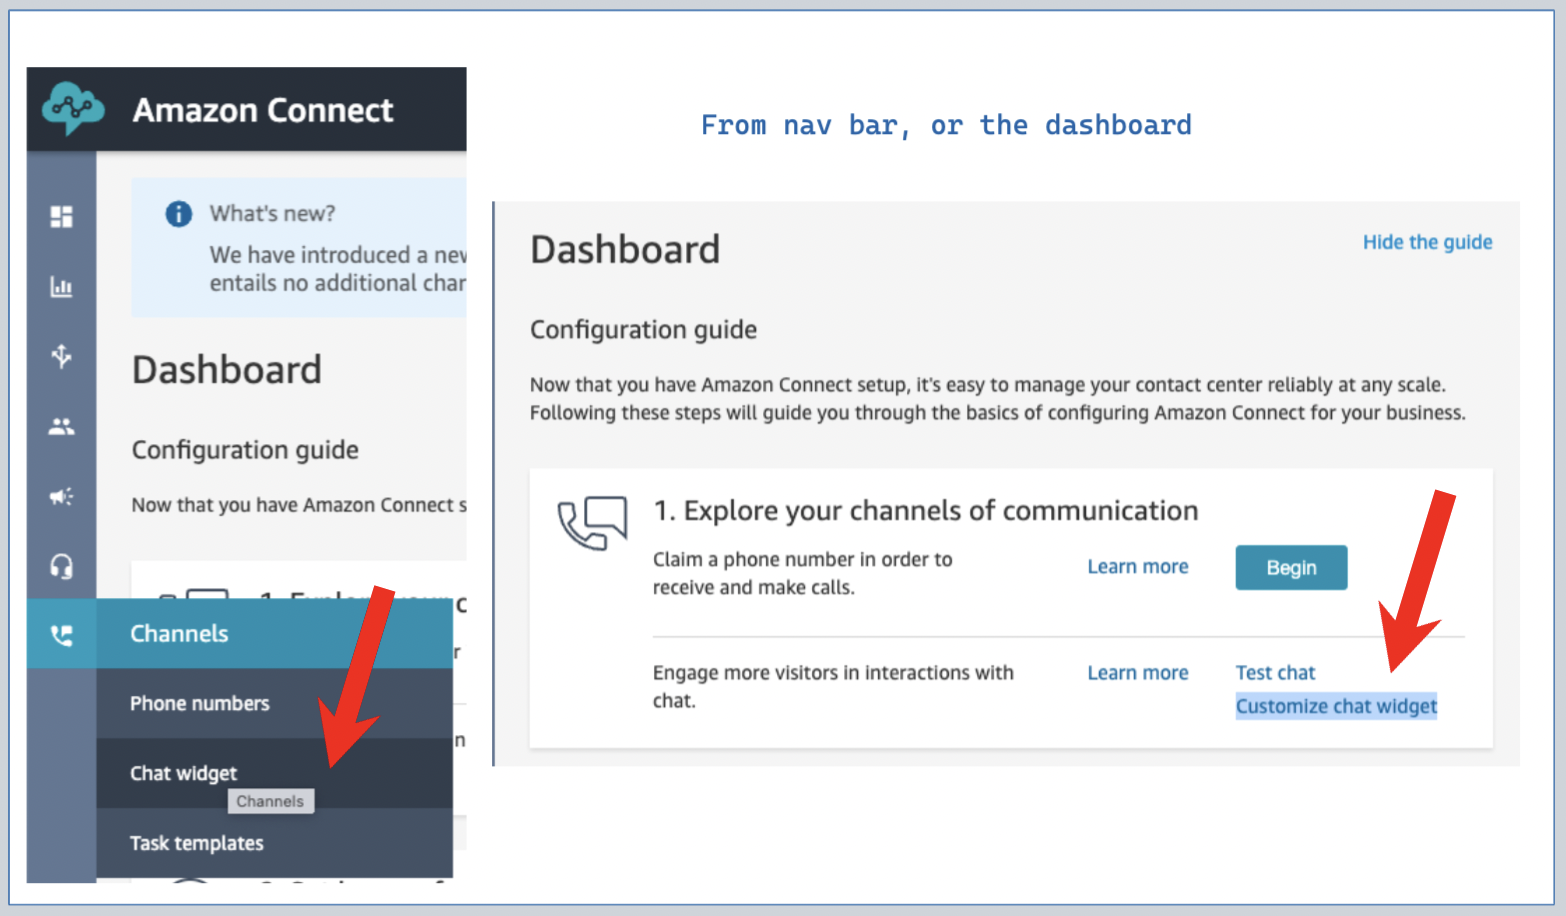 Amazon Connect
What's new?
We have introduced a new
entails no additional char
Dashboard
Configuration guide
Now that you have Amazon Connect s
Channels
Phone numbers
Chat widget
Channels
Task templates
From nav bar, or the dashboard
Dashboard
Hide the guide
Configuration guide
Now that you have Amazon Connect setup, it's easy to manage your contact center reliably at any scale.
Following these steps will guide you through the basics of configuring Amazon Connect for your business.
1. Explore your channels of communication
Claim a phone number in order to
receive and make calls.
Learn more
Begin
Engage more visitors in interactions with
chat.
Learn more
Test chat
Customize chat widget